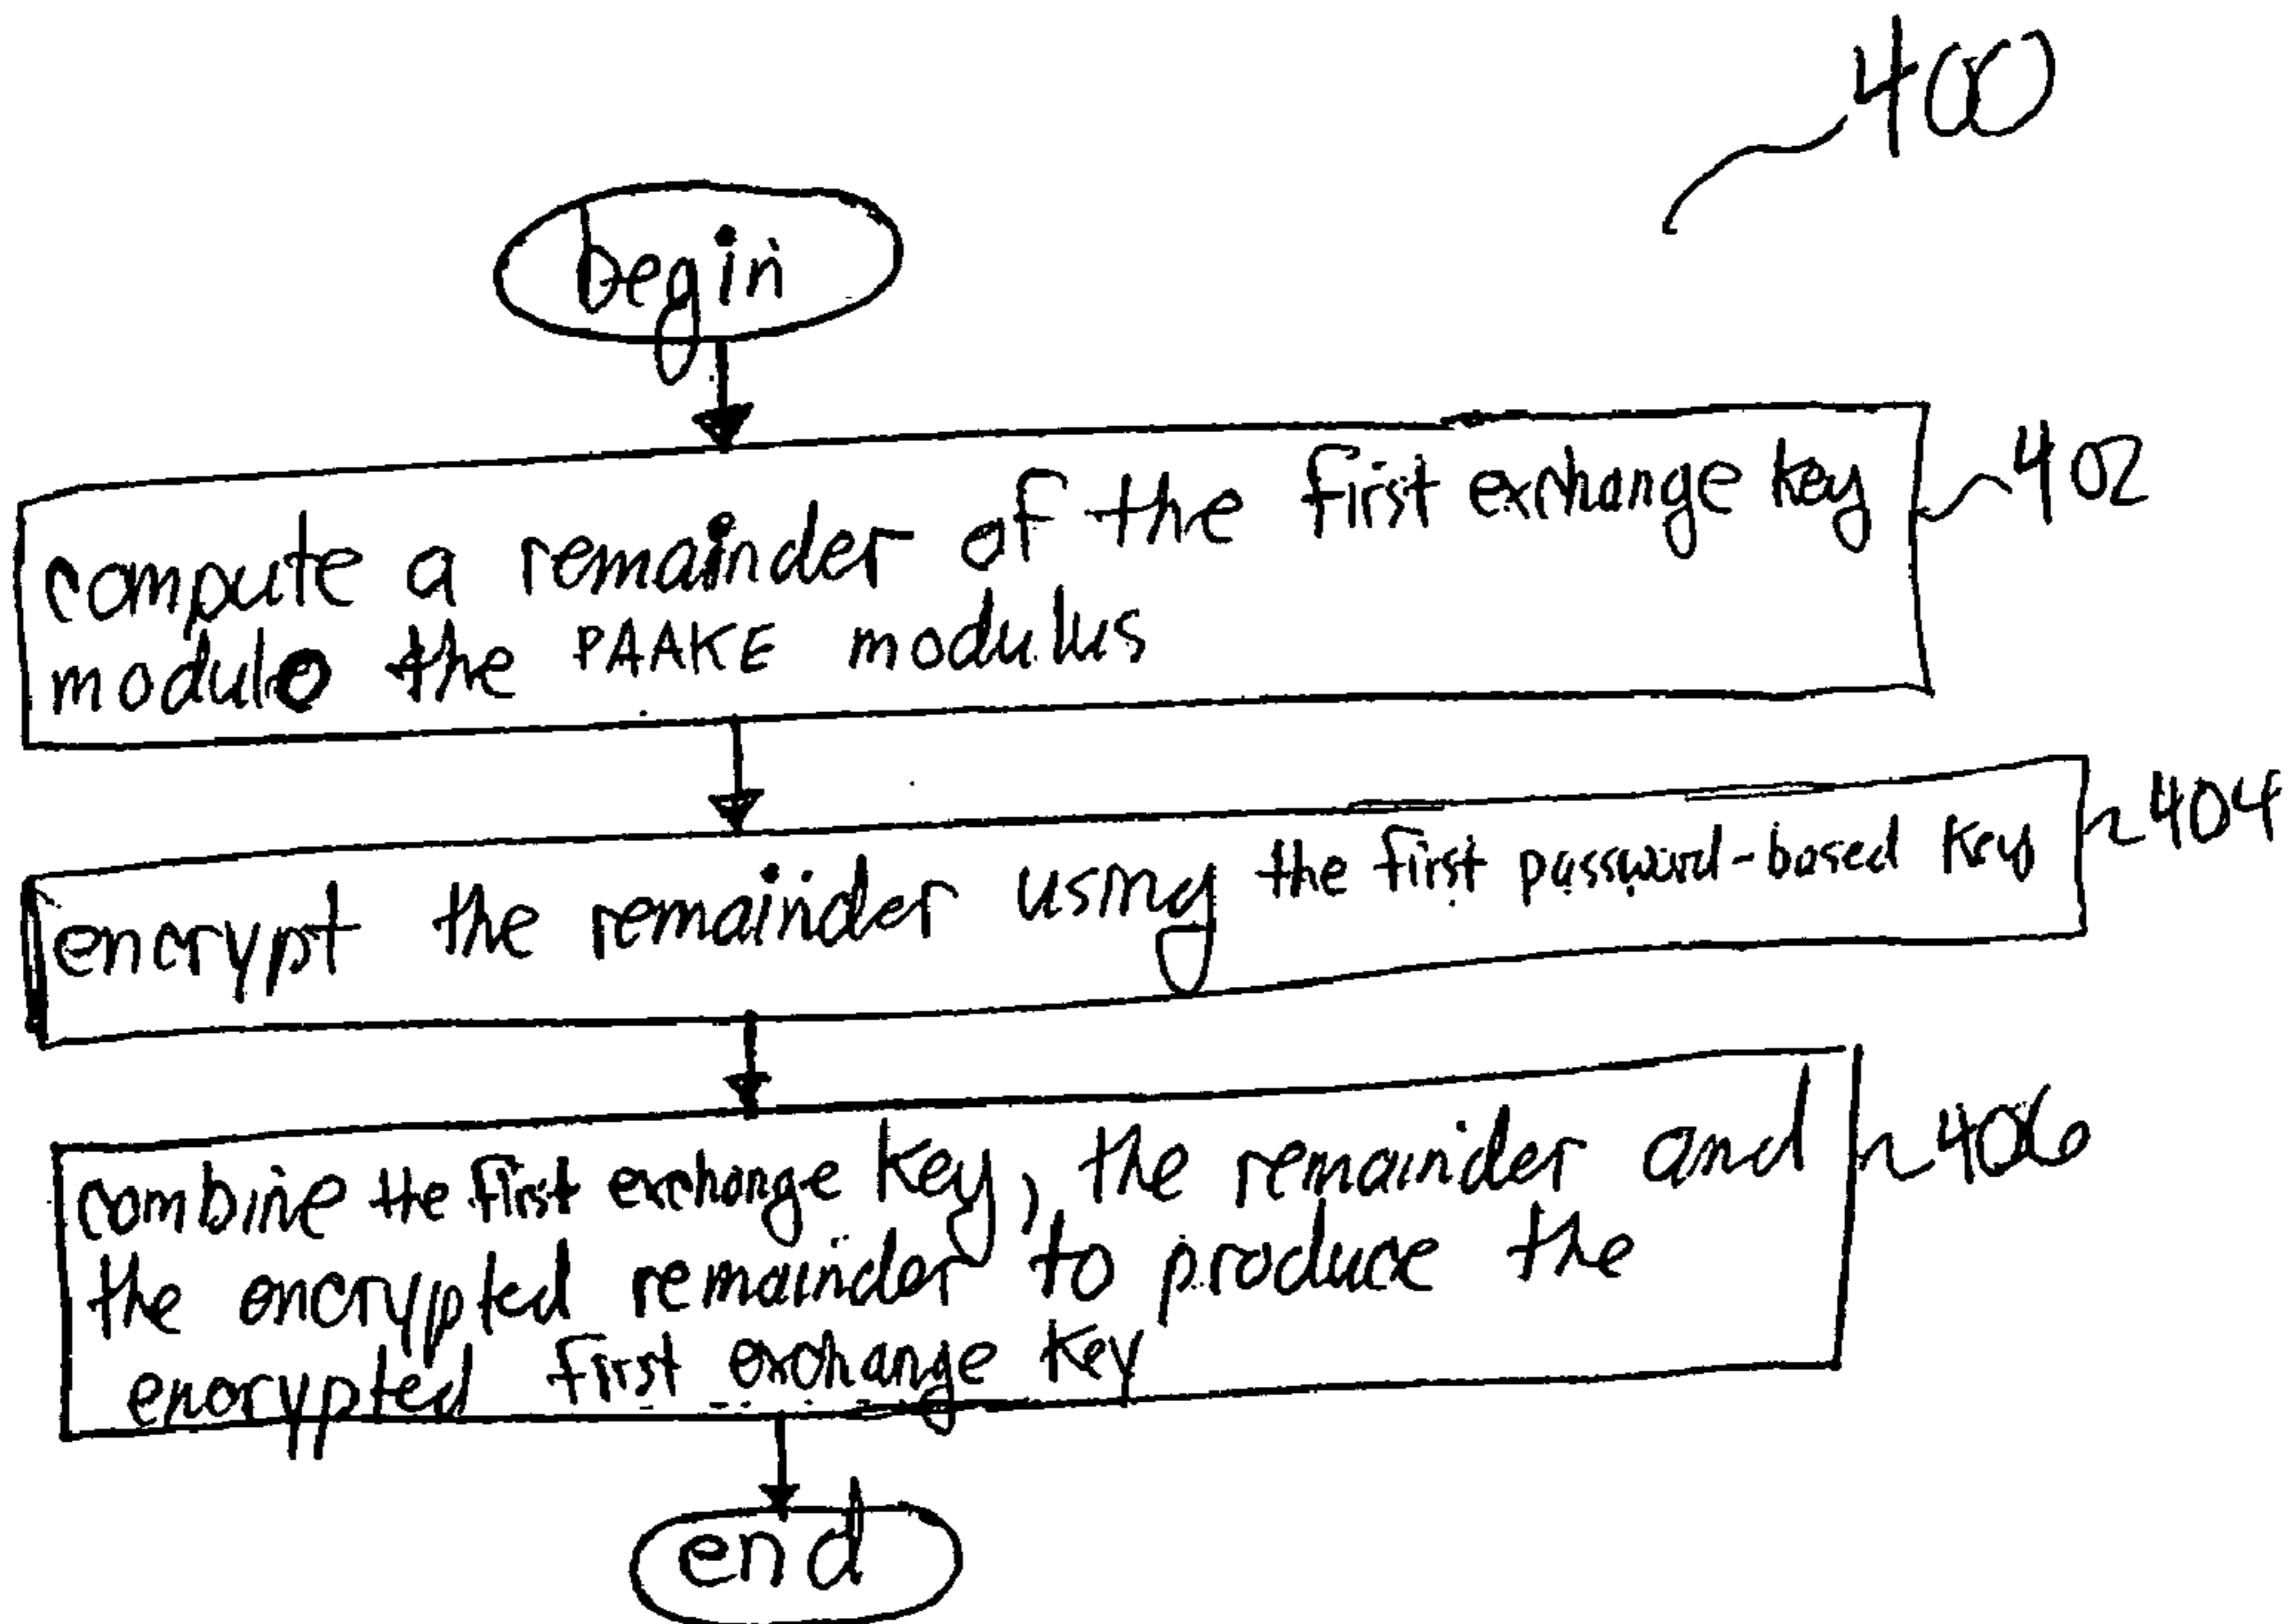 400
begin
compute a remainder of the first exchange key
402
modulo the PAAKE modulus
encrypt the remainder using the first password-based key
404
combine the first exchange key, the remainder and
406
the encrypted remainder to produce the
encrypted first exchange key
end